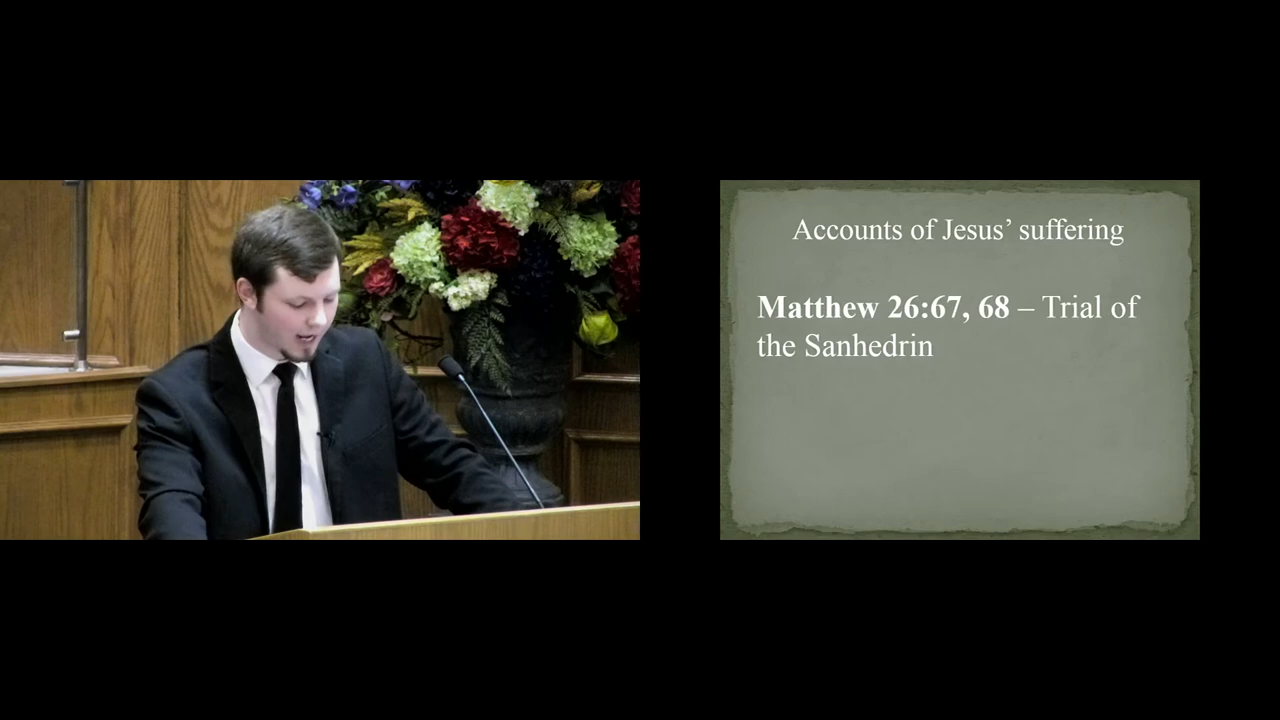 Accounts of Jesus’ suffering
Matthew 26:67, 68 – Trial of
the Sanhedrin